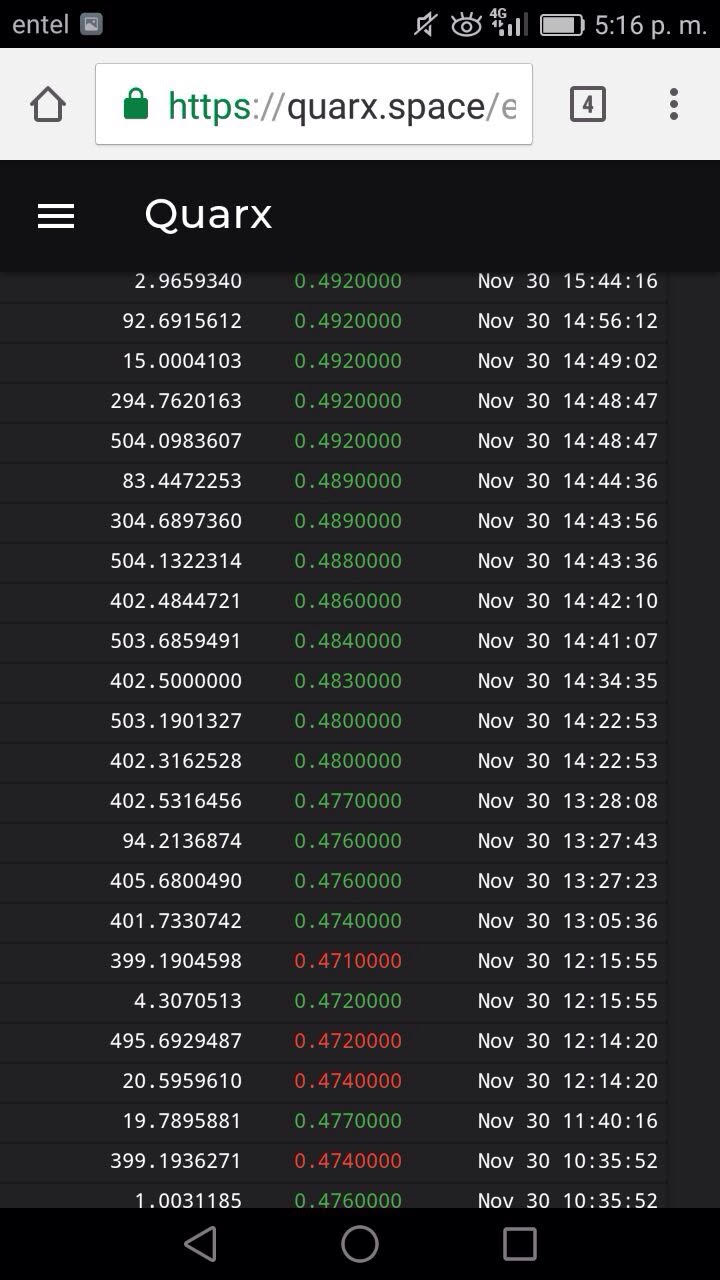 entel 4G 5:16 p. m.
https://quarx.space/e 4
Quarx
2.9659340 0.4920000 Nov 30 15:44:16
92.6915612 0.4920000 Nov 30 14:56:12
15.0004103 0.4920000 Nov 30 14:49:02
294.7620163 0.4920000 Nov 30 14:48:47
504.0983607 0.4920000 Nov 30 14:48:47
83.4472253 0.4890000 Nov 30 14:44:36
304.6897360 0.4890000 Nov 30 14:43:56
504.1322314 0.4880000 Nov 30 14:43:36
402.4844721 0.4860000 Nov 30 14:42:10
503.6859491 0.4840000 Nov 30 14:41:07
402.5000000 0.4830000 Nov 30 14:34:35
503.1901327 0.4800000 Nov 30 14:22:53
402.3162528 0.4800000 Nov 30 14:22:53
402.5316456 0.4770000 Nov 30 13:28:08
94.2136874 0.4760000 Nov 30 13:27:43
405.6800490 0.4760000 Nov 30 13:27:23
401.7330742 0.4740000 Nov 30 13:05:36
399.1904598 0.4710000 Nov 30 12:15:55
4.3070513 0.4720000 Nov 30 12:15:55
495.6929487 0.4720000 Nov 30 12:14:20
20.5959610 0.4740000 Nov 30 12:14:20
19.7895881 0.4770000 Nov 30 11:40:16
399.1936271 0.4740000 Nov 30 10:35:52
1.0031185 0.4760000 Nov 30 10:35:52